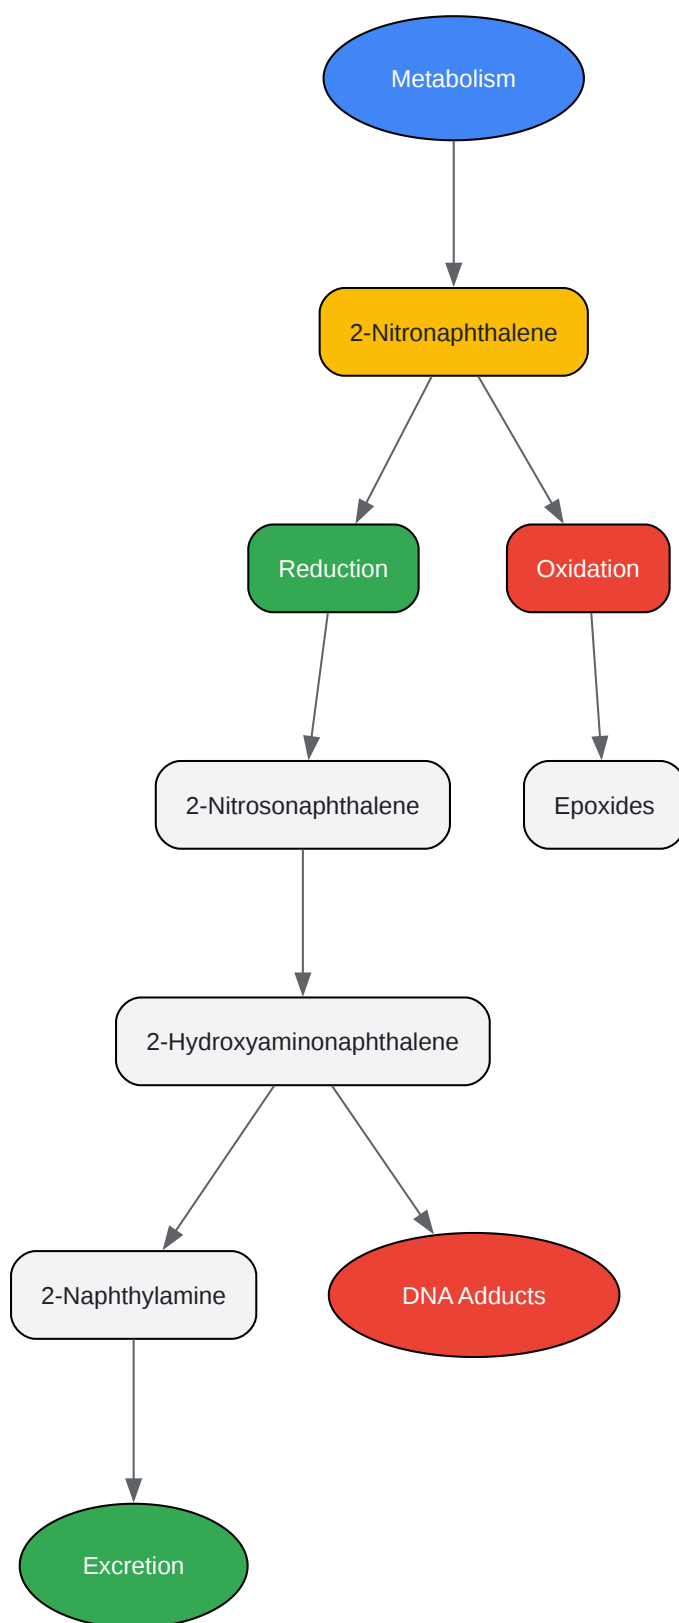 Metabolism
2-Nitronaphthalene
Reduction
Oxidation
2-Nitrosonaphthalene
Epoxides
2-Hydroxyaminonaphthalene
2-Naphthylamine
DNA Adducts
Excretion